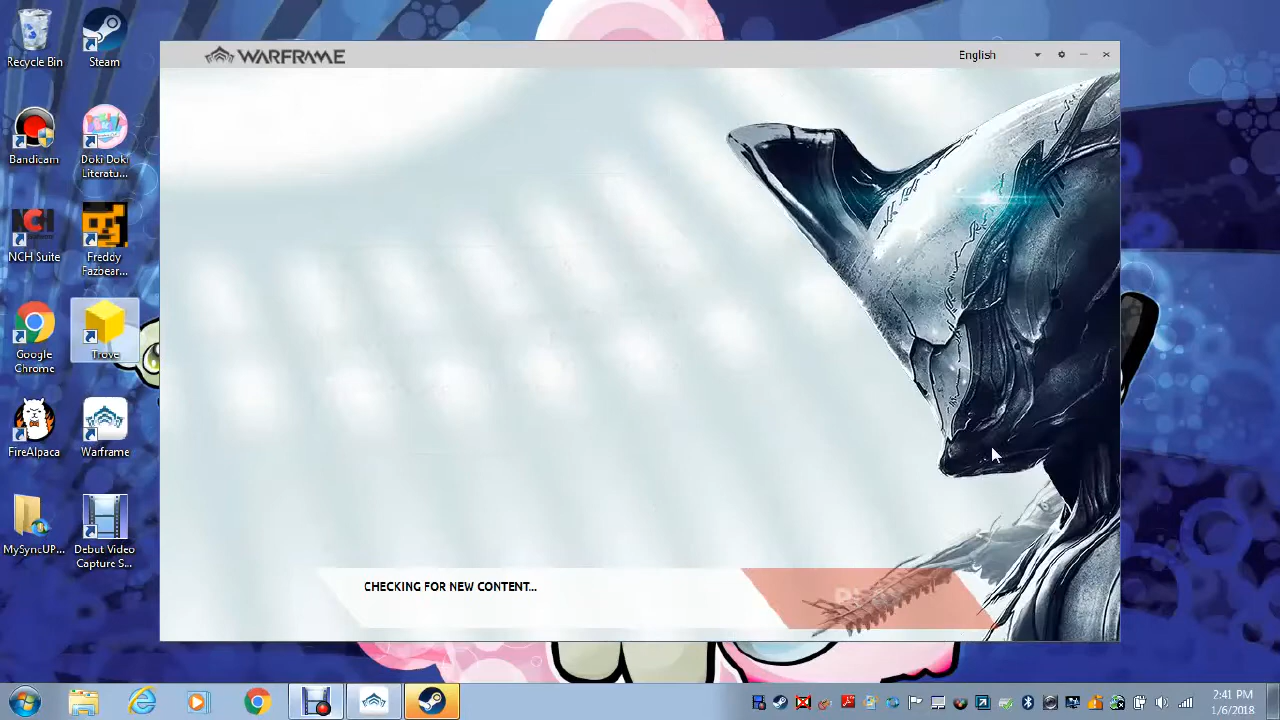 WARFRAME
English
Recycle Bin
Steam
Bandicam
Doki Doki
Literatu...
NCH Suite
Freddy
Fazbear...
Google
Chrome
Trove
FireAlpaca
Warframe
MySyncUP...
Debut Video
Capture S...
CHECKING FOR NEW CONTENT...
2:41 PM
1/6/2018